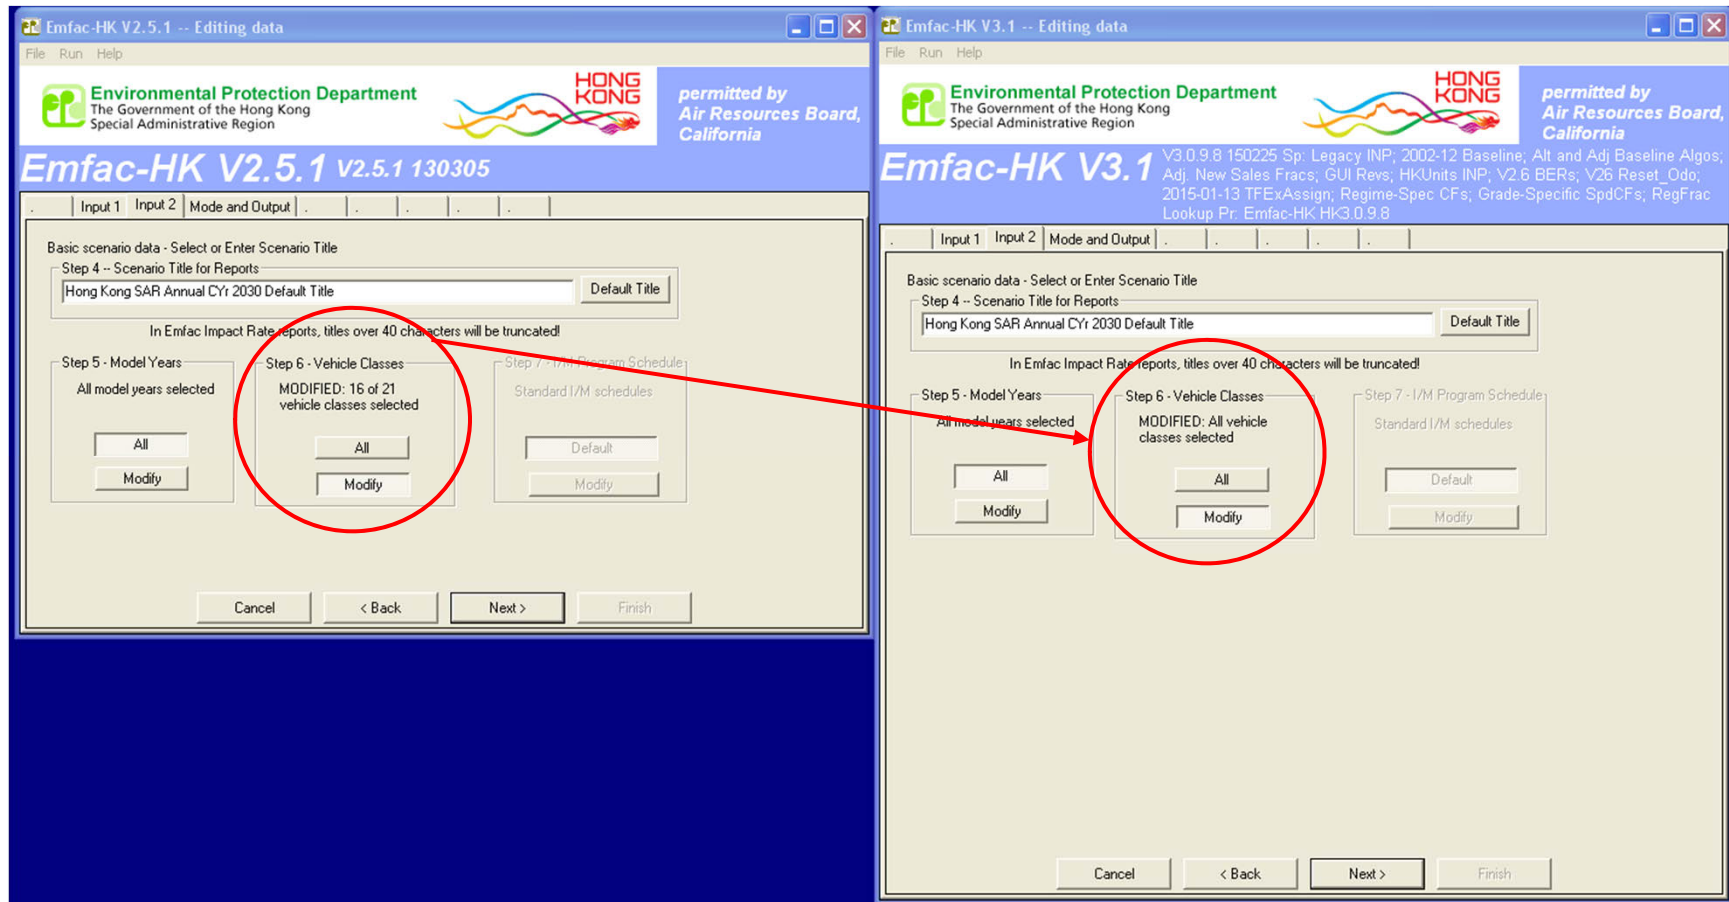 Emfac-HK V2.5.1 -- Editing data
File Run Help
Environmental Protection Department
The Government of the Hong Kong
Special Administrative Region
HONG
KONG
permitted by
Air Resources Board,
California
Emfac-HK V2.5.1 V2.5.1 130305
. Input 1 Input 2 Mode and Output . . . . .
Basic scenario data - Select or Enter Scenario Title
Step 4 -- Scenario Title for Reports
Hong Kong SAR Annual CYr 2030 Default Title
Default Title
In Emfac Impact Rate reports, titles over 40 characters will be truncated!
Step 5 - Model Years
All model years selected
All
Modify
Step 6 - Vehicle Classes
MODIFIED: 16 of 21
vehicle classes selected
All
Modify
Step 7 - I/M Program Schedule
Standard I/M schedules
Default
Modify
Cancel
< Back
Next >
Finish
Emfac-HK V3.1 -- Editing data
File Run Help
Environmental Protection Department
The Government of the Hong Kong
Special Administrative Region
HONG
KONG
permitted by
Air Resources Board,
California
Emfac-HK V3.1
V3.0.9.8 150225 Sp: Legacy INP; 2002-12 Baseline; Alt and Adj Baseline Algos;
Adj. New Sales Fracs; GUI Revs; HKUnits INP; V2.6 BERs; V26 Reset_Odo;
2015-01-13 TFExAssign; Regime-Spec CFs; Grade-Specific SpdCFs; RegFrac
Lookup Pr: Emfac-HK HK3.0.9.8
. Input 1 Input 2 Mode and Output . . . . .
Basic scenario data - Select or Enter Scenario Title
Step 4 -- Scenario Title for Reports
Hong Kong SAR Annual CYr 2030 Default Title
Default Title
In Emfac Impact Rate reports, titles over 40 characters will be truncated!
Step 5 - Model Years
All model years selected
All
Modify
Step 6 - Vehicle Classes
MODIFIED: All vehicle
classes selected
All
Modify
Step 7 - I/M Program Schedule
Standard I/M schedules
Default
Modify
Cancel
< Back
Next >
Finish